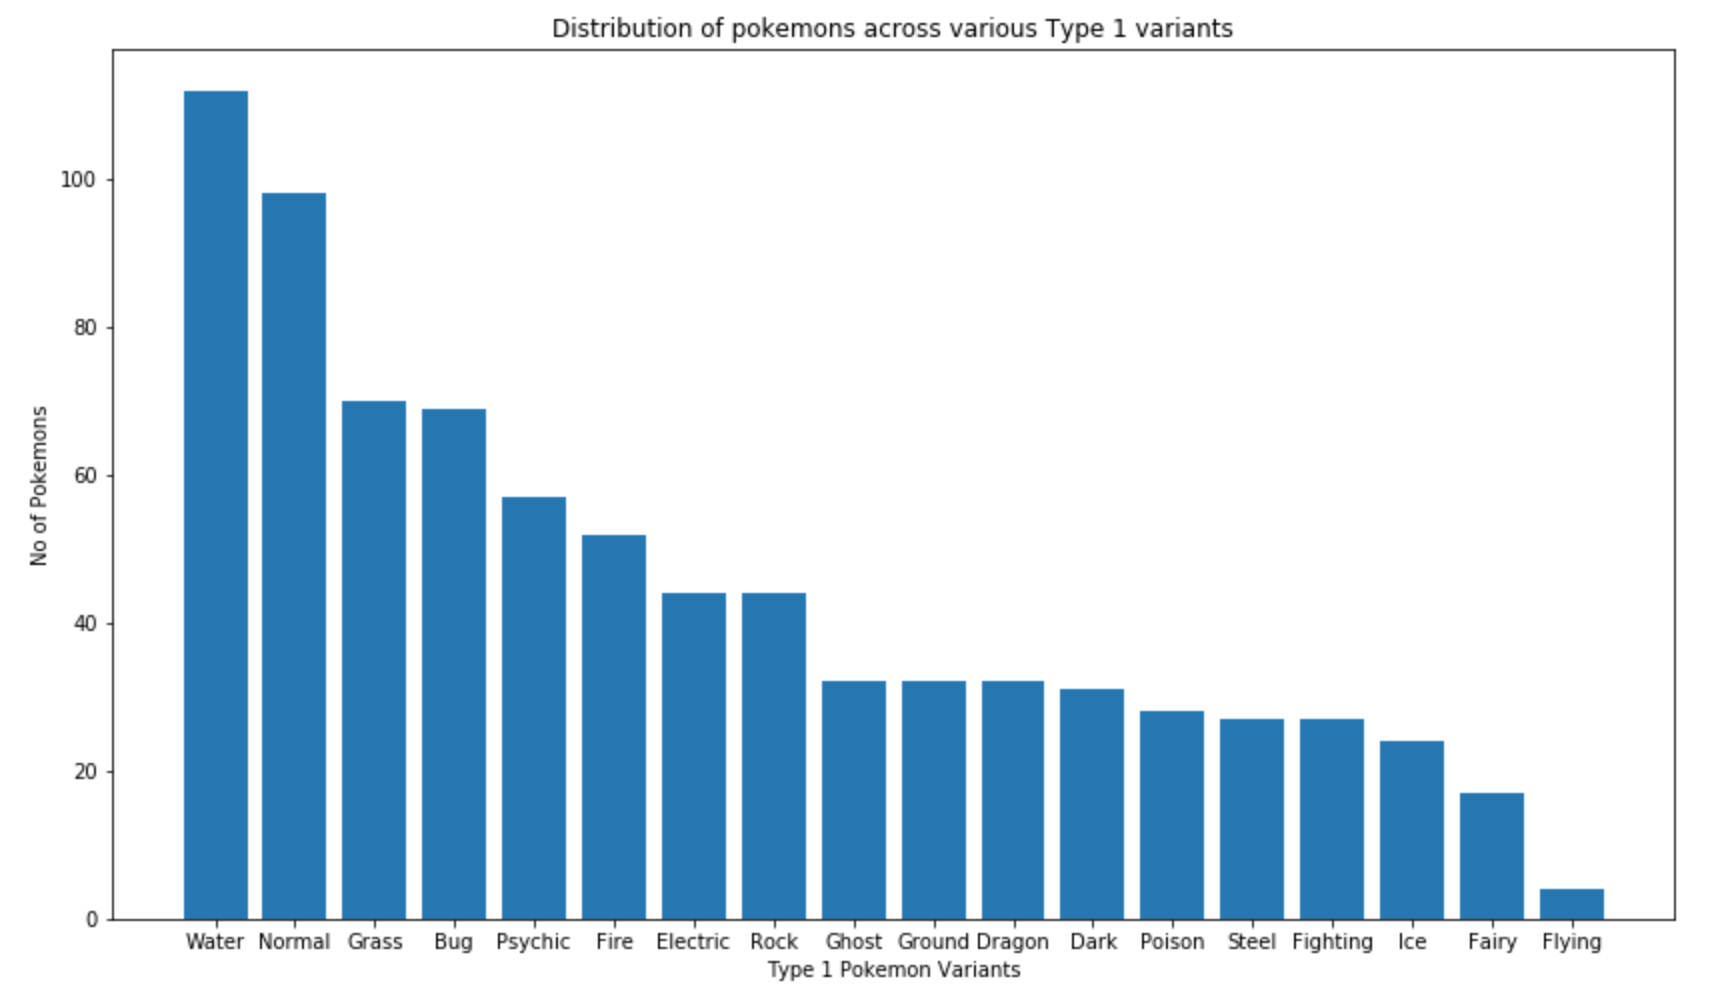 Distribution of pokemons across various Type 1 variants
No of Pokemons
100
80
60
40
20
0
Water Normal Grass Bug Psychic Fire Electric Rock Ghost Ground Dragon Dark Poison Steel Fighting Ice Fairy Flying
Type 1 Pokemon Variants